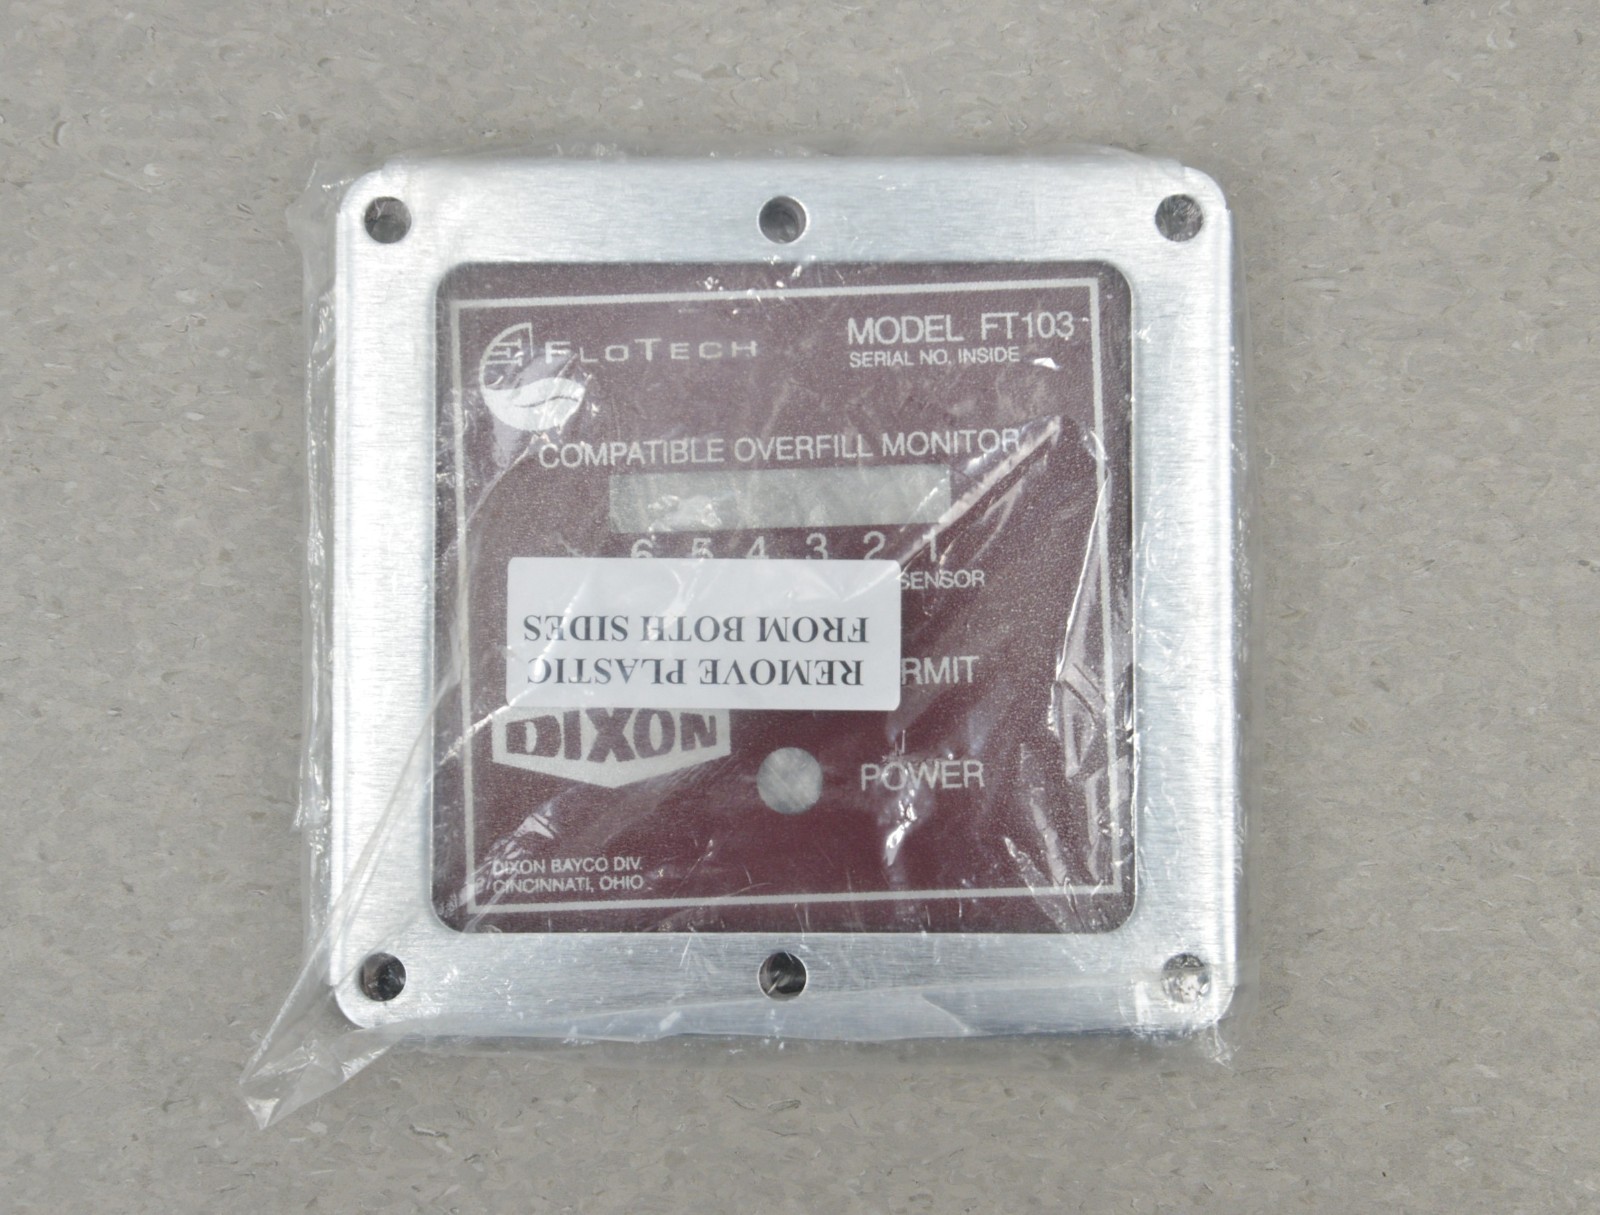 FLOTECH
MODEL FT103
SERIAL NO. INSIDE
COMPATIBLE OVERFILL MONITOR
6 5 4 3 2 1
SENSOR
REMOVE PLASTIC
FROM BOTH SIDES
RMIT
DIXON
POWER
DIXON BAYCO DIV.
CINCINNATI, OHIO